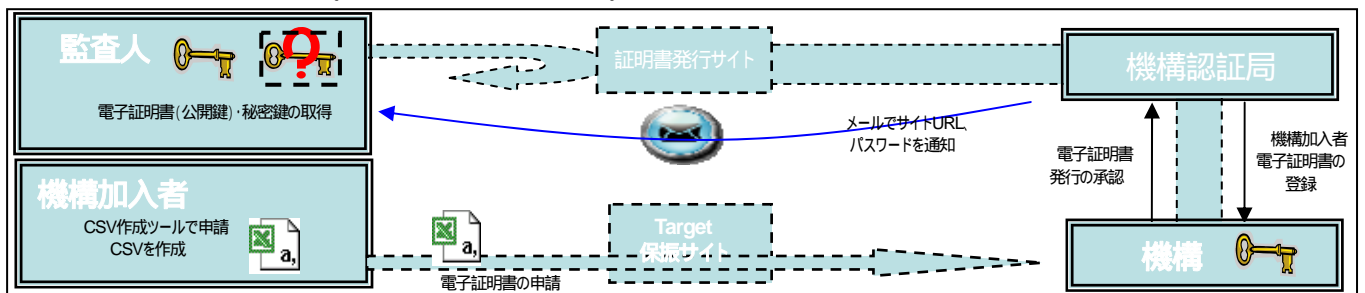 監査人
電子証明書(公開鍵)・秘密鍵の取得
証明書発行サイト
機構認証局
メールでサイトURL、
パスワードを通知
電子証明書
発行の承認
機構加入者
電子証明書の
登録
機構加入者
CSV作成ツールで申請
CSVを作成
a,
a,
電子証明書の申請
Target
保振サイト
機構